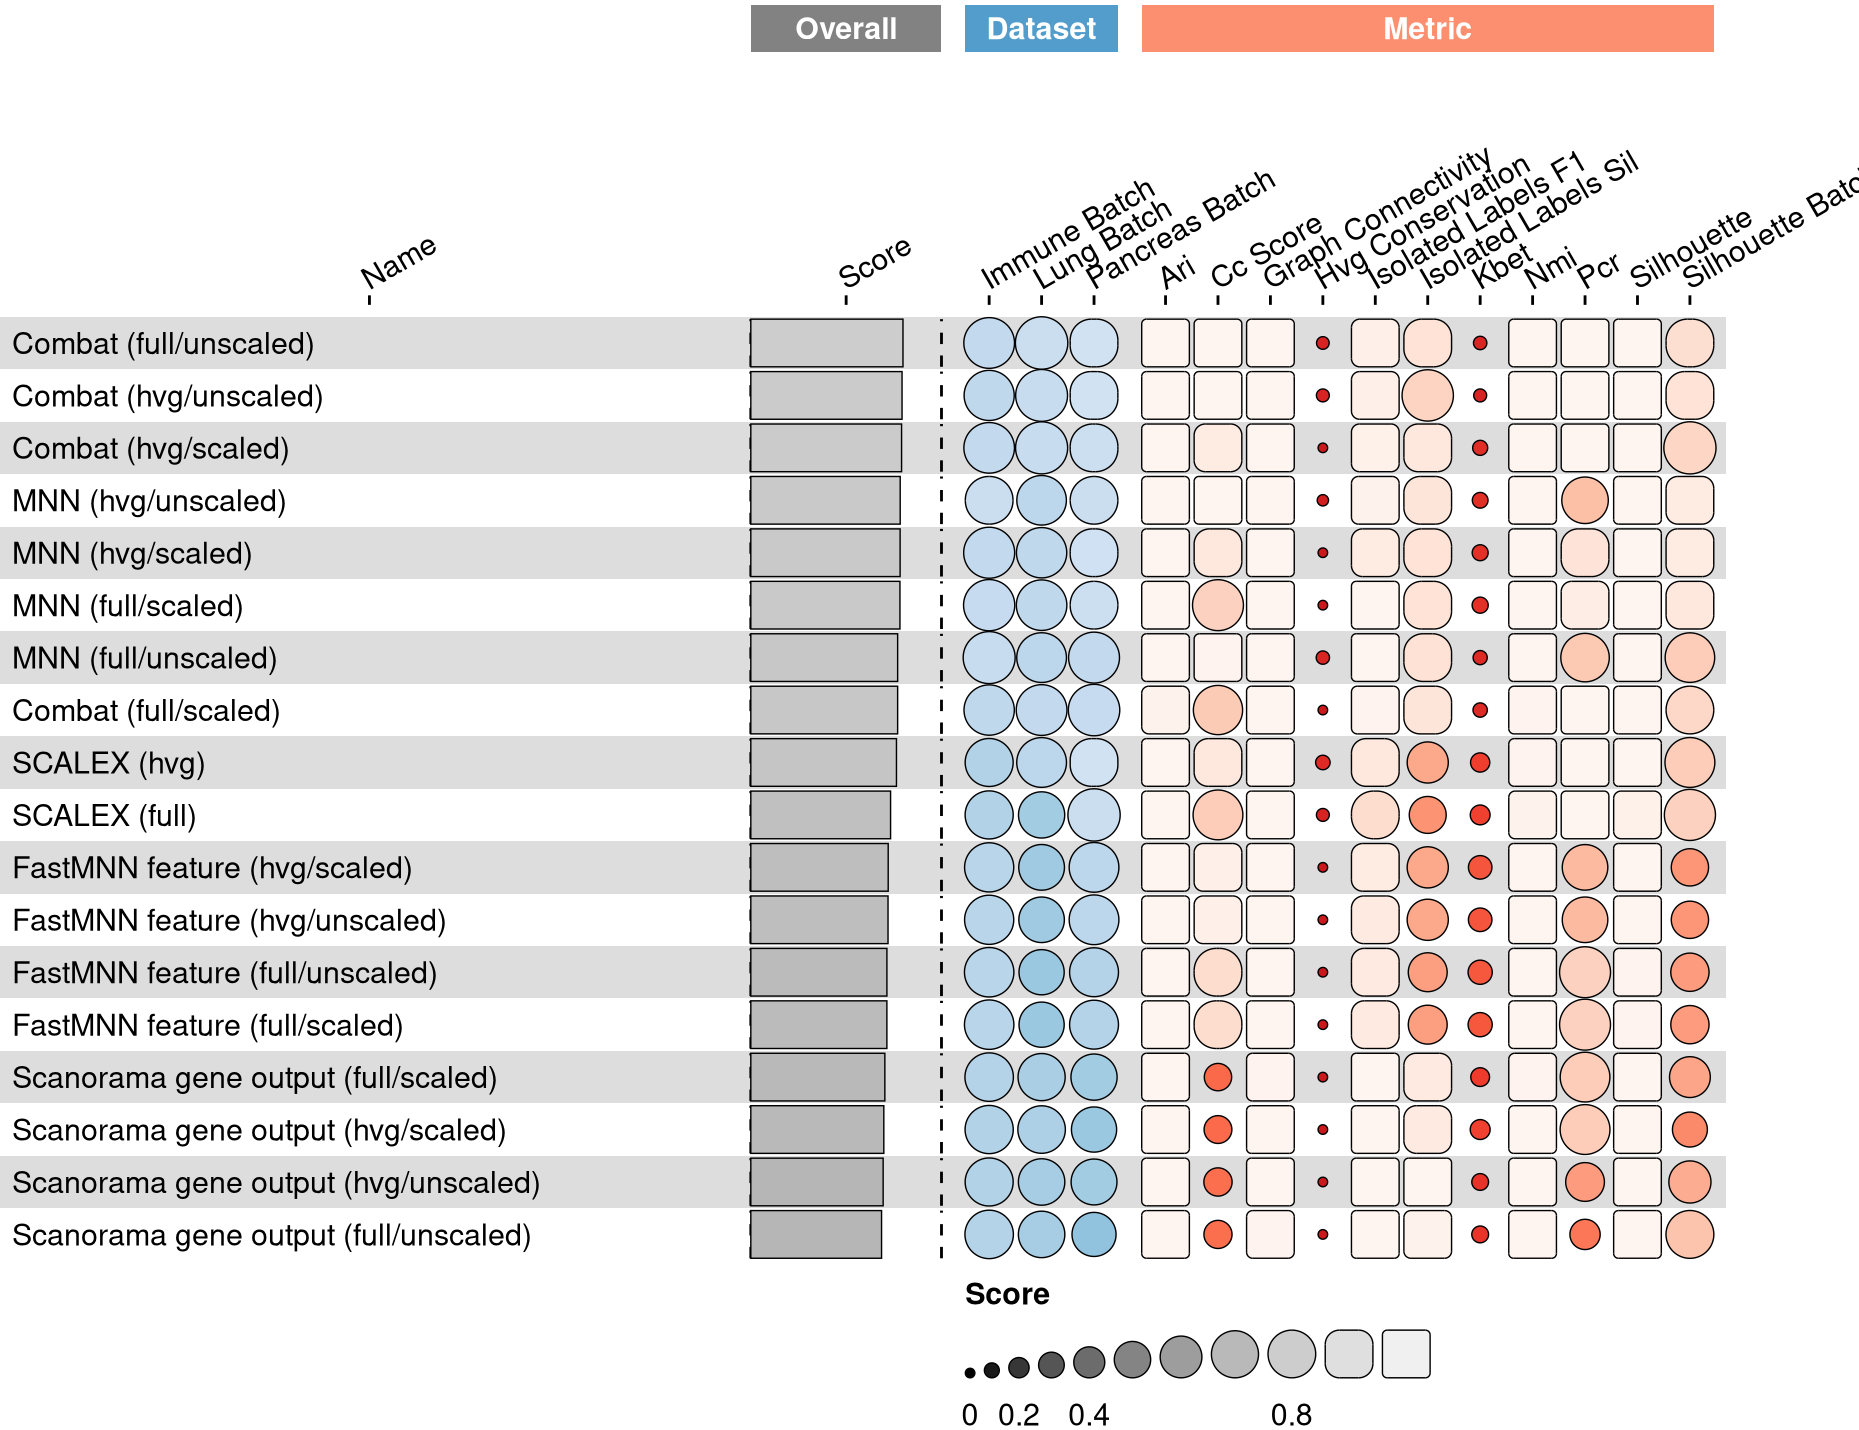 Overall Dataset Metric
Name Score Immune Batch Lung Batch Pancreas Batch Ari Cc Score Graph Connectivity Hvg Conservation Isolated Labels F1 Isolated Labels Sil Kbet Nmi Pcr Silhouette Silhouette Batch
Combat (full/unscaled)
Combat (hvg/unscaled)
Combat (hvg/scaled)
MNN (hvg/unscaled)
MNN (hvg/scaled)
MNN (full/scaled)
MNN (full/unscaled)
Combat (full/scaled)
SCALEX (hvg)
SCALEX (full)
FastMNN feature (hvg/scaled)
FastMNN feature (hvg/unscaled)
FastMNN feature (full/unscaled)
FastMNN feature (full/scaled)
Scanorama gene output (full/scaled)
Scanorama gene output (hvg/scaled)
Scanorama gene output (hvg/unscaled)
Scanorama gene output (full/unscaled)
Score
0 0.2 0.4 0.8